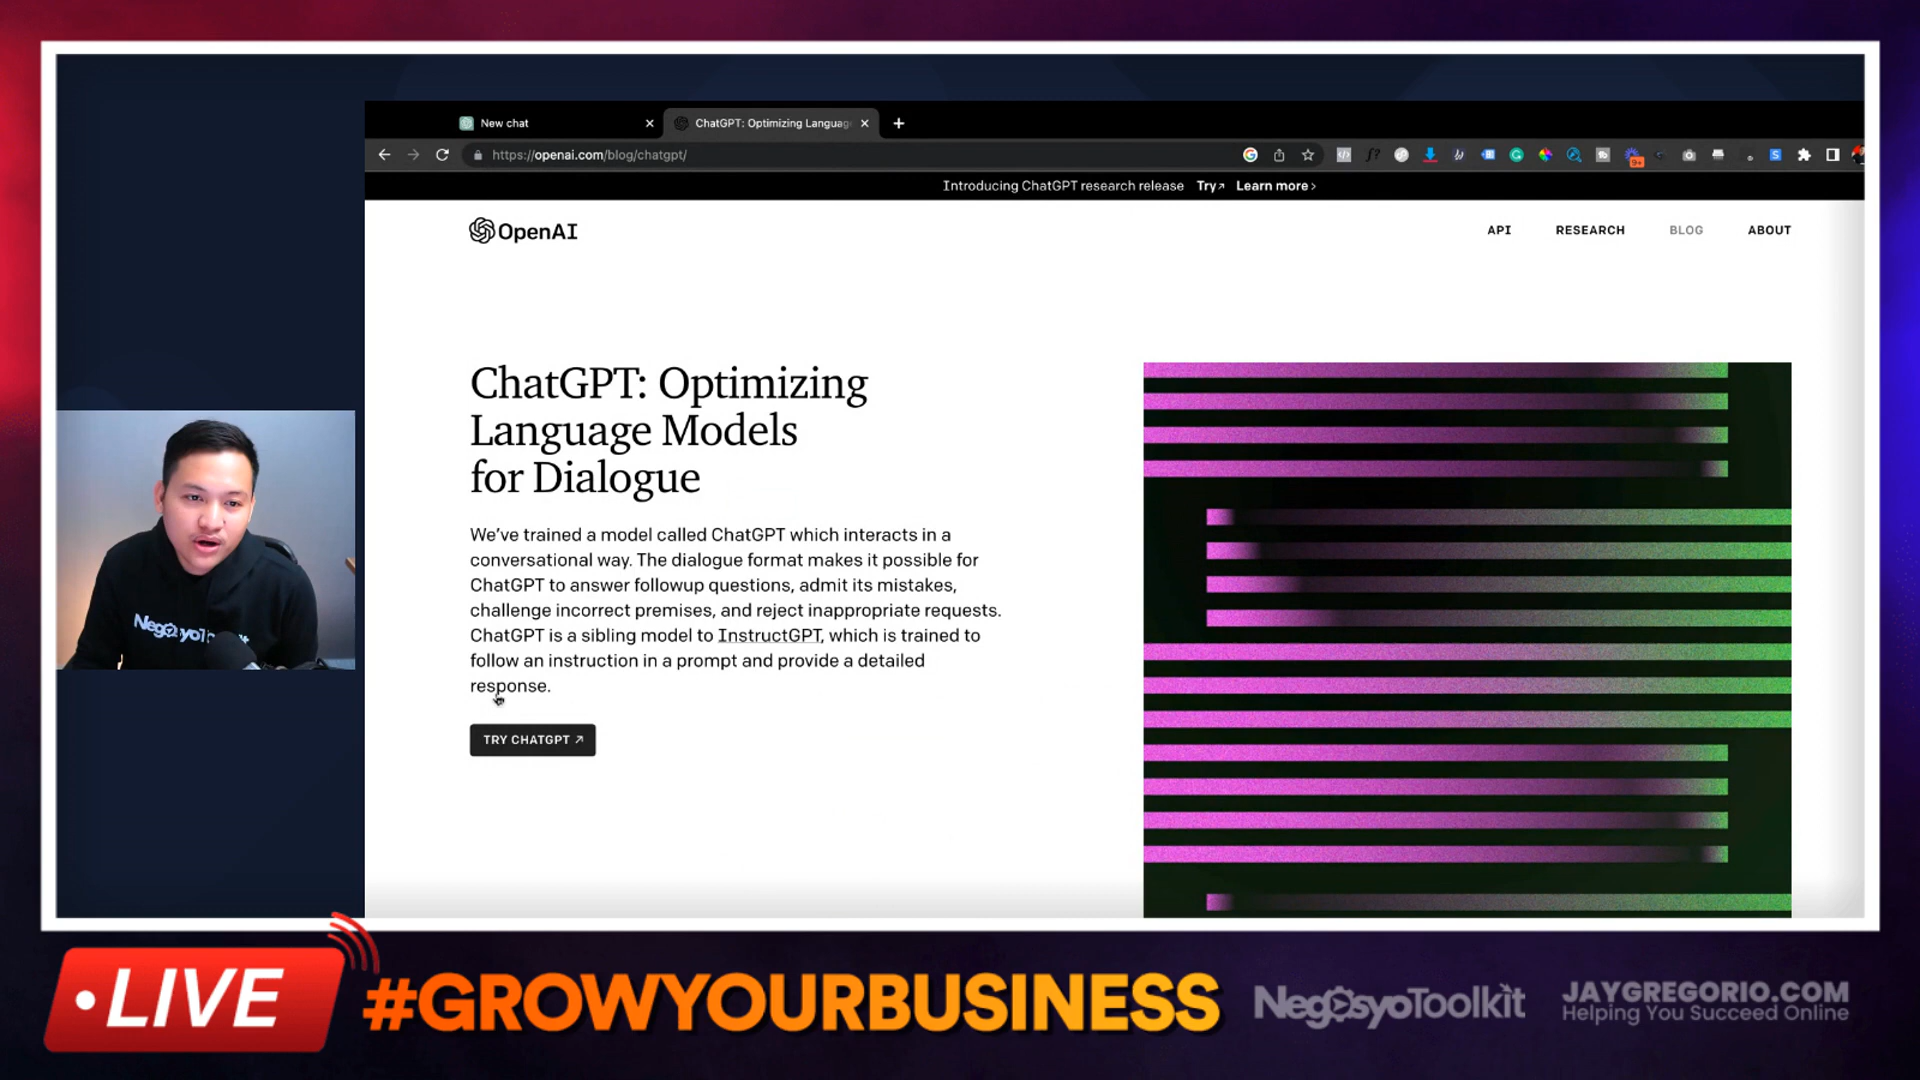 New chat
ChatGPT: Optimizing Languag
https://openai.com/blog/chatgpt/
9+
Introducing ChatGPT research release Try↗ Learn more ›
OpenAI
API RESEARCH BLOG ABOUT
ChatGPT: Optimizing
Language Models
for Dialogue
We've trained a model called ChatGPT which interacts in a
conversational way. The dialogue format makes it possible for
ChatGPT to answer followup questions, admit its mistakes,
challenge incorrect premises, and reject inappropriate requests.
ChatGPT is a sibling model to InstructGPT, which is trained to
follow an instruction in a prompt and provide a detailed
response.
TRY CHATGPT ↗
• LIVE
#GROWYOURBUSINESS
NegosyoToolkit
JAYGREGORIO.COM
Helping You Succeed Online